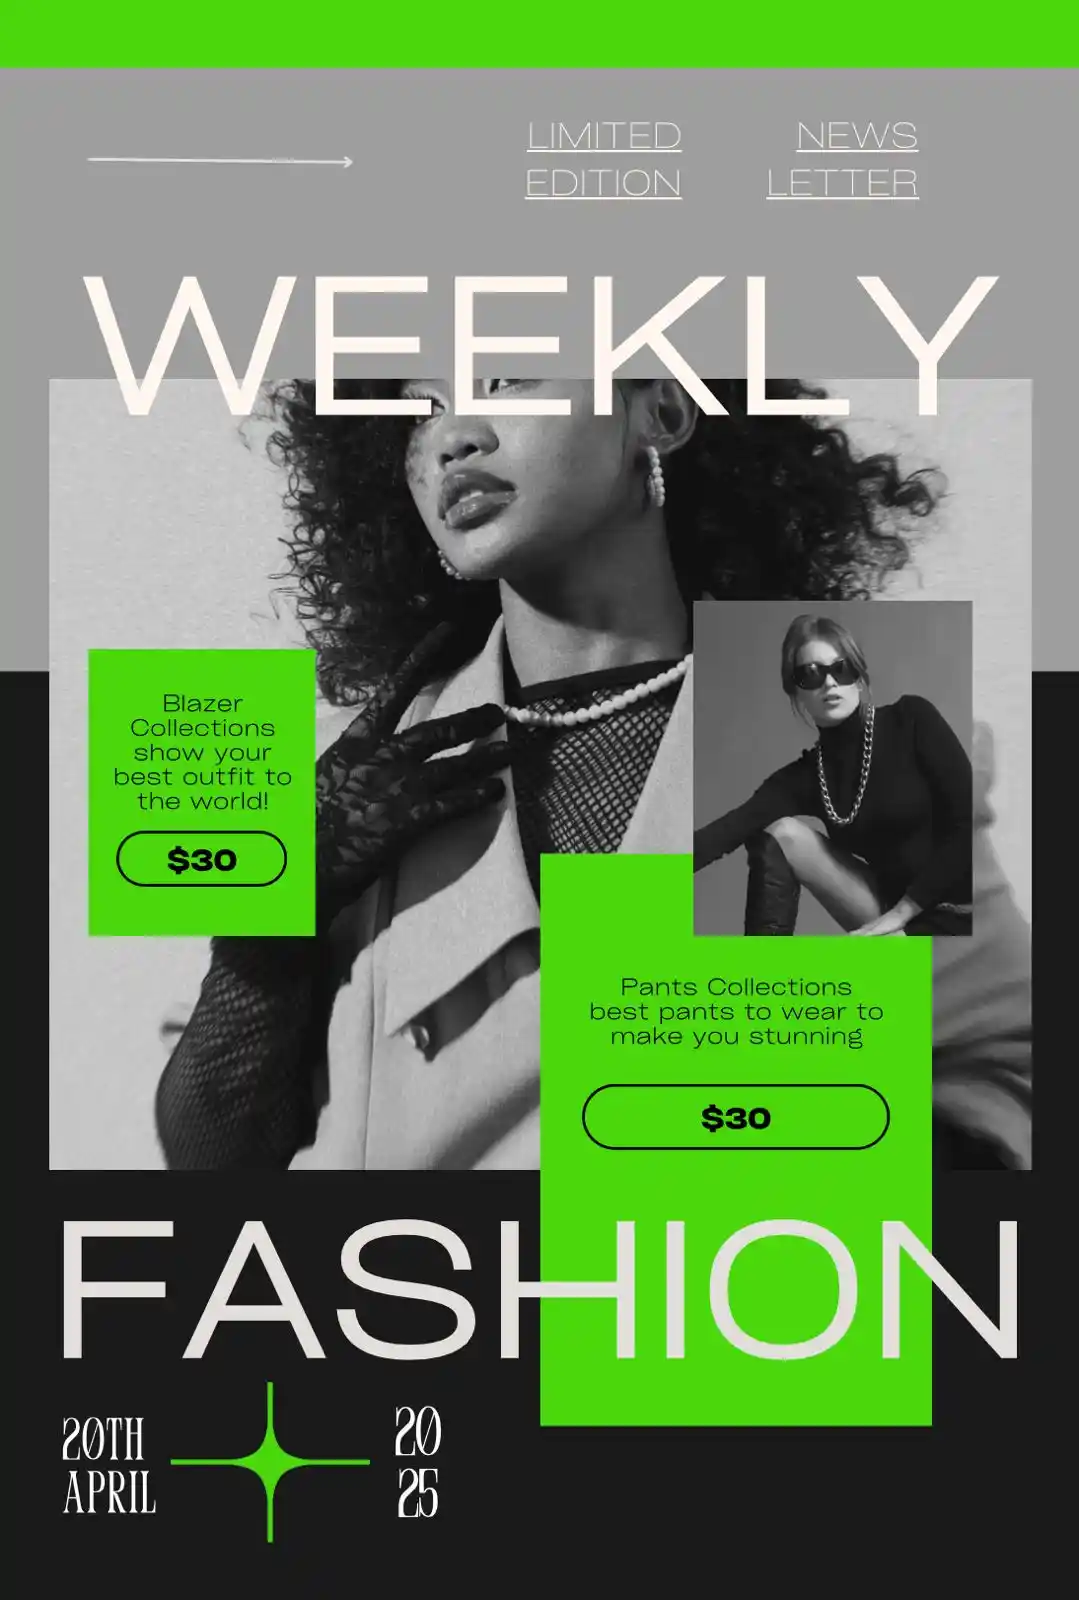 LIMITED
EDITION
NEWS
LETTER
WEEKLY
Blazer
Collections
show your
best outfit to
the world!
$30
Pants Collections
best pants to wear to
make you stunning
$30
FASHION
20TH
APRIL
20
25